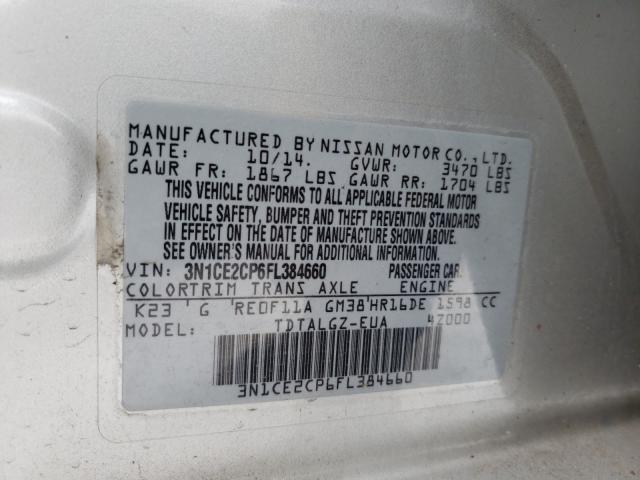 MANUFACTURED BY NISSAN MOTOR CO., LTD.
DATE: 10/14. GVWR: 3470 LBS
GAWR FR: 1867 LBS GAWR RR: 1704 LBS
THIS VEHICLE CONFORMS TO ALL APPLICABLE FEDERAL MOTOR
VEHICLE SAFETY, BUMPER AND THEFT PREVENTION STANDARDS
IN EFFECT ON THE DATE OF MANUFACTURE SHOWN ABOVE.
SEE OWNER'S MANUAL FOR ADDITIONAL INFORMATION.
VIN: 3N1CE2CP6FL384660 PASSENGER CAR
COLOR TRIM TRANS AXLE ENGINE
K23 G RE0F11A GM38 HR16DE 1598 CC
MODEL: TDTALGZ-EUA 4Z000
3N1CE2CP6FL384660